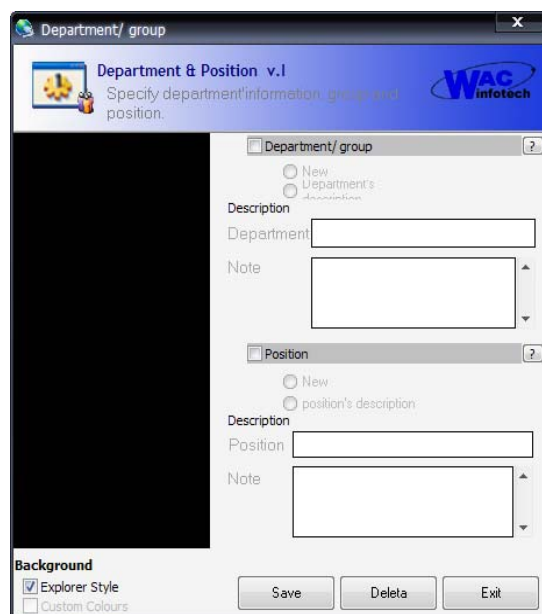 Department/ group
x
Department & Position v.I
Specify department'information, group and
position.
WAC
infotech
Department/ group
?
New
Department's
description
Description
Department
Note
Position
?
New
position's description
Description
Position
Note
Background
Explorer Style
Custom Colours
Save
Deleta
Exit